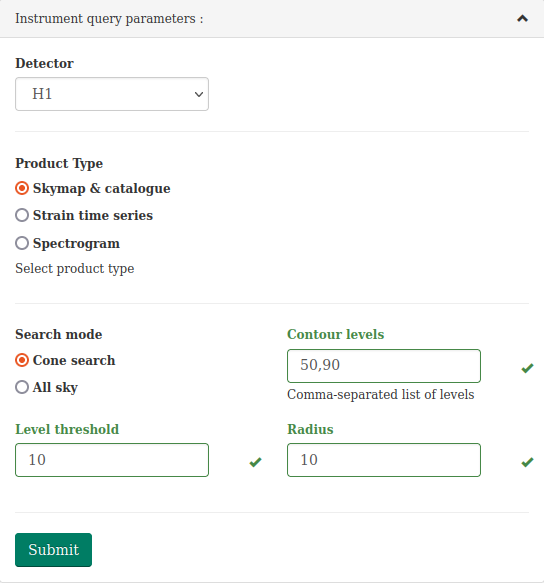 Instrument query parameters :
Detector
H1
Product Type
Skymap & catalogue
Strain time series
Spectrogram
Select product type
Search mode
Cone search
All sky
Contour levels
50,90
Comma-separated list of levels
Level threshold
10
Radius
10
Submit